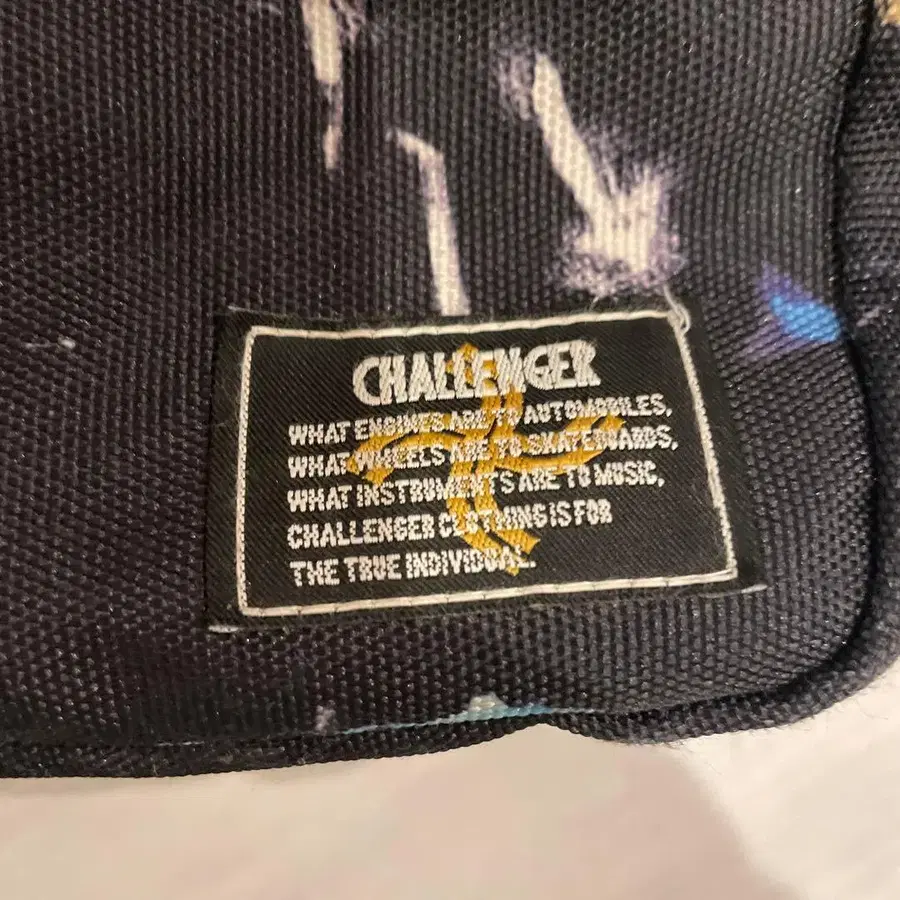 CHALLENGER
WHAT ENGINES ARE TO AUTOMOBILES,
WHAT WHEELS ARE TO SKATEBOARDS,
WHAT INSTRUMENTS ARE TO MUSIC,
CHALLENGER CLOTHING IS FOR
THE TRUE INDIVIDUAL.